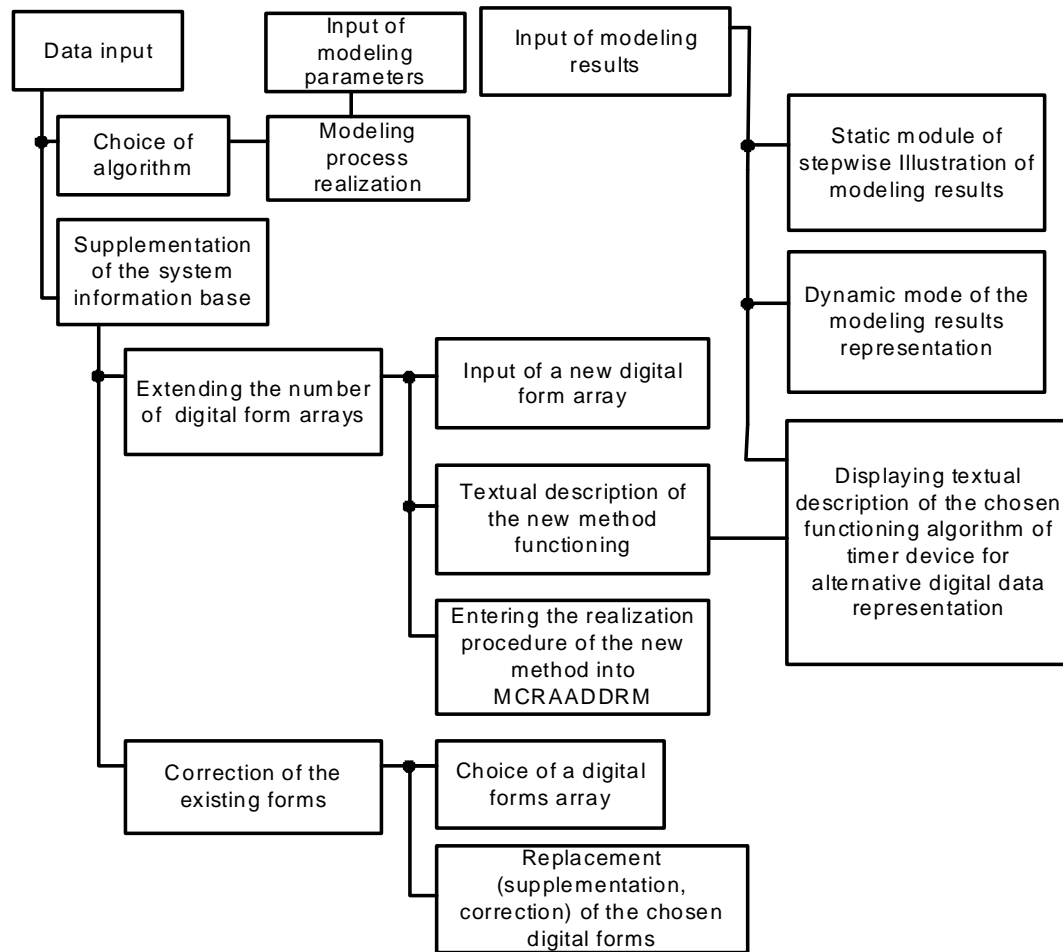 Data input
Input of
modeling
parameters
Input of modeling
results
Choice of
algorithm
Modeling
process
realization
Static module of
stepwise Illustration of
modeling results
Supplementation
of the system
information base
Dynamic mode of the
modeling results
representation
Extending the number
of digital form arrays
Input of a new digital
form array
Textual description of
the new method
functioning
Displaying textual
description of the chosen
functioning algorithm of
timer device for
alternative digital data
representation
Entering the realization
procedure of the new
method into
MCRAADDRM
Correction of the
existing forms
Choice of a digital
forms array
Replacement
(supplementation,
correction) of the chosen
digital forms